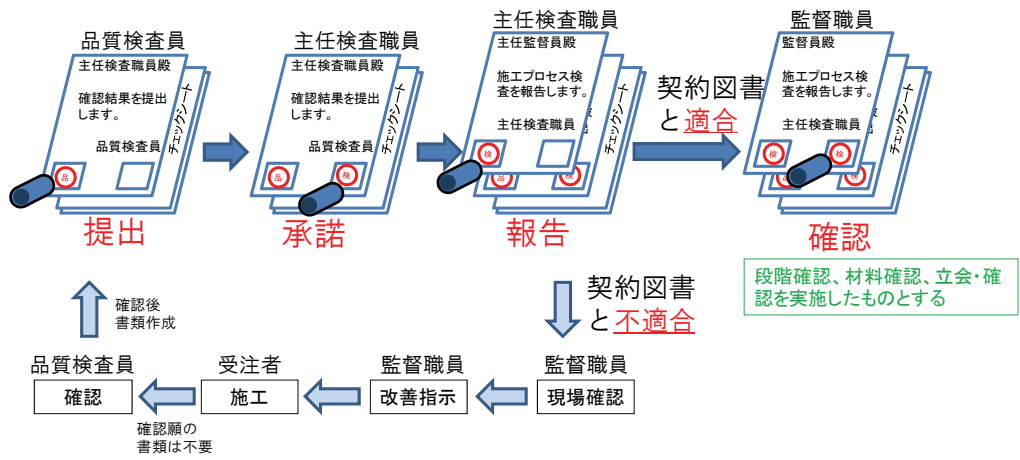 品質検査員
主任検査職員殿
確認結果を提出
します。
品質検査員
チェックシート
品
提出
主任検査職員
主任検査職員殿
確認結果を提出
します。
品質検査員
チェックシート
品
検
承諾
主任検査職員
主任監督員殿
施工プロセス検
査を報告します。
主任検査職員
チェックシート
検
品
検
報告
契約図書
と適合
監督職員
監督員殿
施工プロセス検
査を報告します。
主任検査職員
チェックシート
検
検
品
検
確認
段階確認、材料確認、立会・確
認を実施したものとする
契約図書
と不適合
確認後
書類作成
品質検査員
確認
受注者
施工
監督職員
改善指示
監督職員
現場確認
確認願の
書類は不要